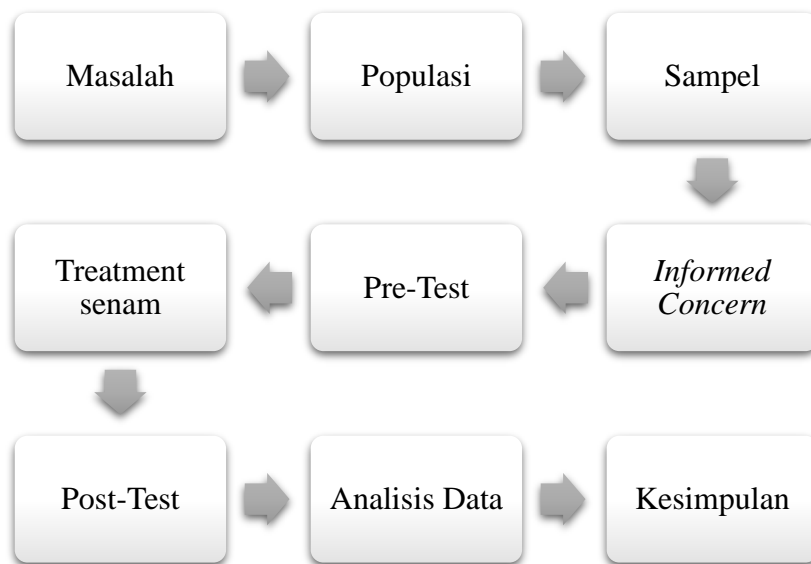 Masalah
Populasi
Sampel
Informed
Concern
Pre-Test
Treatment
senam
Post-Test
Analisis Data
Kesimpulan